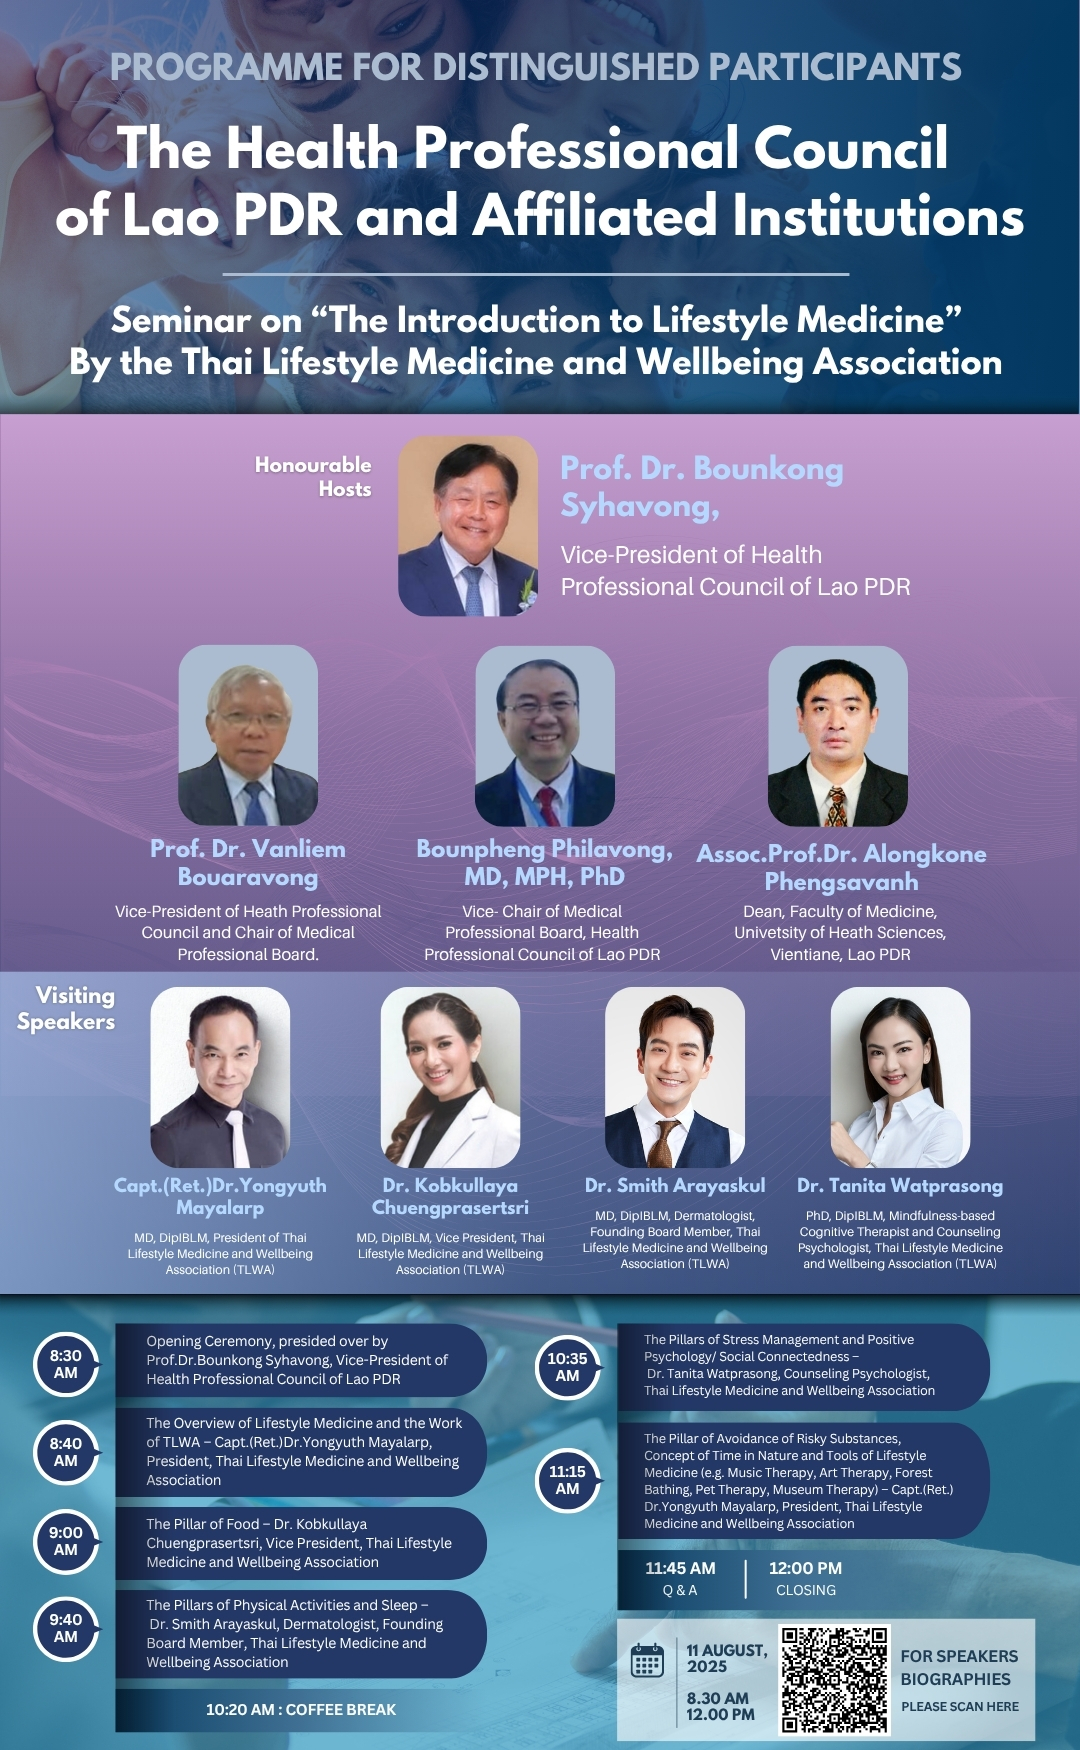 PROGRAMME FOR DISTINGUISHED PARTICIPANTS
The Health Professional Council
of Lao PDR and Affiliated Institutions
Seminar on “The Introduction to Lifestyle Medicine”
By the Thai Lifestyle Medicine and Wellbeing Association
Honourable
Hosts
Prof. Dr. Bounkong
Syhavong,
Vice-President of Health
Professional Council of Lao PDR
Prof. Dr. Vanliem
Bouaravong
Vice-President of Heath Professional
Council and Chair of Medical
Professional Board.
Bounpheng Philavong,
MD, MPH, PhD
Vice- Chair of Medical
Professional Board, Health
Professional Council of Lao PDR
Assoc.Prof.Dr. Alongkone
Phengsavanh
Dean, Faculty of Medicine,
Univetsity of Heath Sciences,
Vientiane, Lao PDR
Visiting
Speakers
Capt.(Ret.)Dr.Yongyuth
Mayalarp
MD, DipIBLM, President of Thai
Lifestyle Medicine and Wellbeing
Association (TLWA)
Dr. Kobkullaya
Chuengprasertsri
MD, DipIBLM, Vice President, Thai
Lifestyle Medicine and Wellbeing
Association (TLWA)
Dr. Smith Arayaskul
MD, DipIBLM, Dermatologist,
Founding Board Member, Thai
Lifestyle Medicine and Wellbeing
Association (TLWA)
Dr. Tanita Watprasong
PhD, DipIBLM, Mindfulness-based
Cognitive Therapist and Counseling
Psychologist, Thai Lifestyle Medicine
and Wellbeing Association (TLWA)
8:30
AM
Opening Ceremony, presided over by
Prof.Dr.Bounkong Syhavong, Vice-President of
Health Professional Council of Lao PDR
8:40
AM
The Overview of Lifestyle Medicine and the Work
of TLWA – Capt.(Ret.)Dr.Yongyuth Mayalarp,
President, Thai Lifestyle Medicine and Wellbeing
Association
9:00
AM
The Pillar of Food – Dr. Kobkullaya
Chuengprasertsri, Vice President, Thai Lifestyle
Medicine and Wellbeing Association
9:40
AM
The Pillars of Physical Activities and Sleep –
Dr. Smith Arayaskul, Dermatologist, Founding
Board Member, Thai Lifestyle Medicine and
Wellbeing Association
10:20 AM : COFFEE BREAK
10:35
AM
The Pillars of Stress Management and Positive
Psychology/ Social Connectedness –
Dr. Tanita Watprasong, Counseling Psychologist,
Thai Lifestyle Medicine and Wellbeing Association
11:15
AM
The Pillar of Avoidance of Risky Substances,
Concept of Time in Nature and Tools of Lifestyle
Medicine (e.g. Music Therapy, Art Therapy, Forest
Bathing, Pet Therapy, Museum Therapy) – Capt.(Ret.)
Dr.Yongyuth Mayalarp, President, Thai Lifestyle
Medicine and Wellbeing Association
11:45 AM
Q & A
12:00 PM
CLOSING
11 AUGUST,
2025
8.30 AM
12.00 PM
FOR SPEAKERS
BIOGRAPHIES
PLEASE SCAN HERE